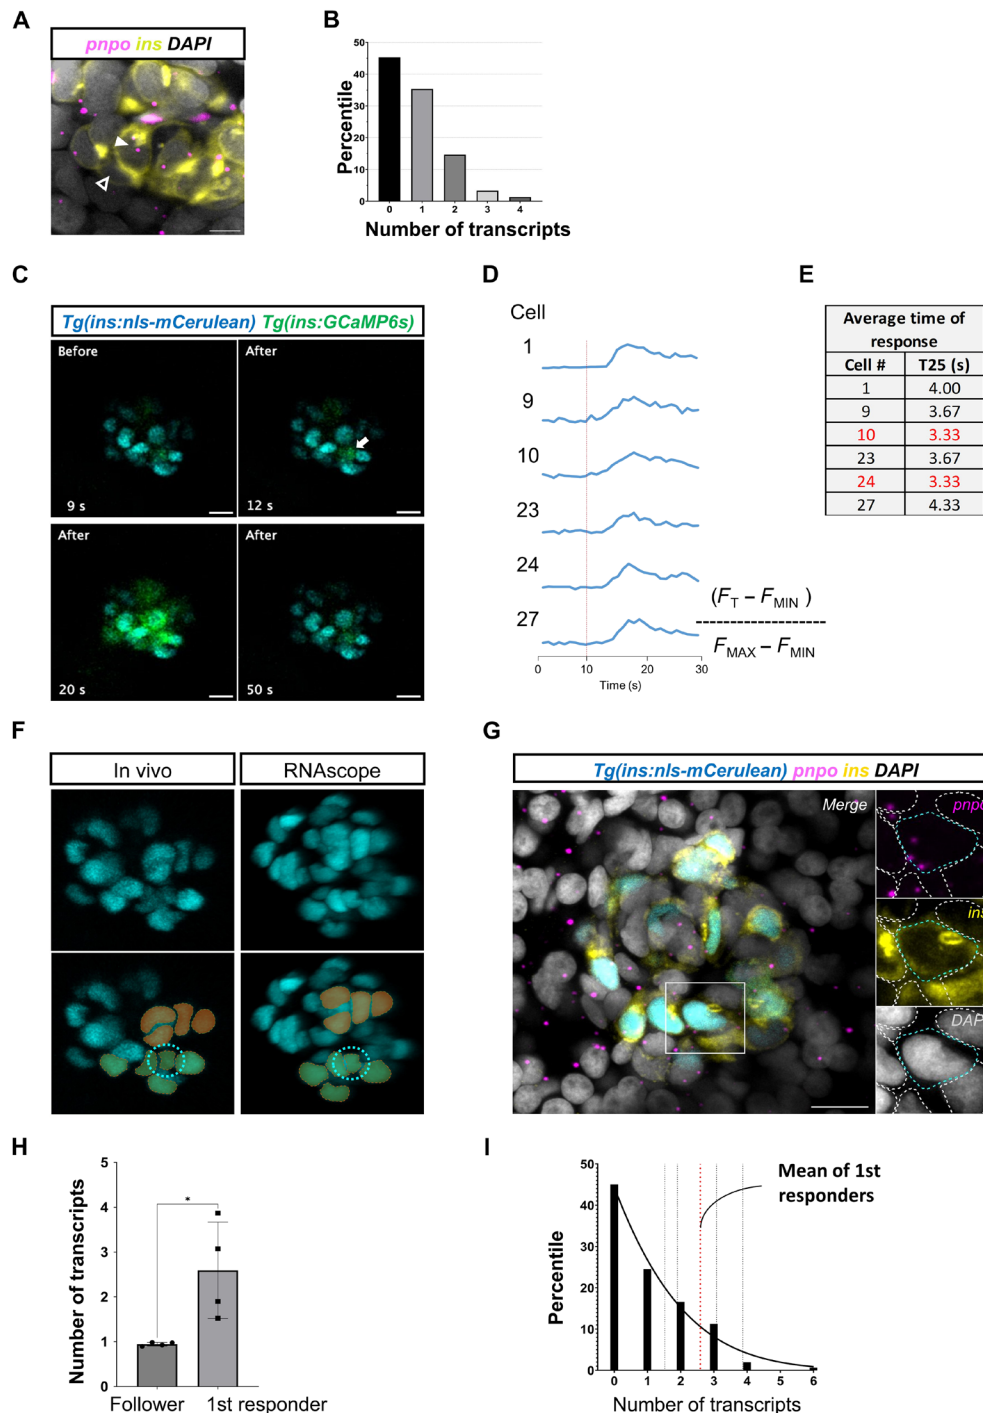 A
pnpo ins DAPI
B
50
40
30
20
10
0
Percentile
0 1 2 3 4
Number of transcripts
C
Tg(ins:nls-mCerulean) Tg(ins:GCaMP6s)
Before
After
9 s
12 s
After
After
20 s
50 s
D
Cell
1
9
10
23
24
27
(FT – FMIN )
FMAX – FMIN
0 10 20 30
Time (s)
E
Average time of
response
Cell # T25 (s)
1 4.00
9 3.67
10 3.33
23 3.67
24 3.33
27 4.33
F
In vivo
RNAscope
G
Tg(ins:nls-mCerulean) pnpo ins DAPI
Merge
pnpo
ins
DAPI
H
5
4
3
2
1
0
Number of transcripts
*
Follower 1st responder
I
50
40
30
20
10
0
Percentile
Mean of 1st
responders
0 1 2 3 4 5 6
Number of transcripts